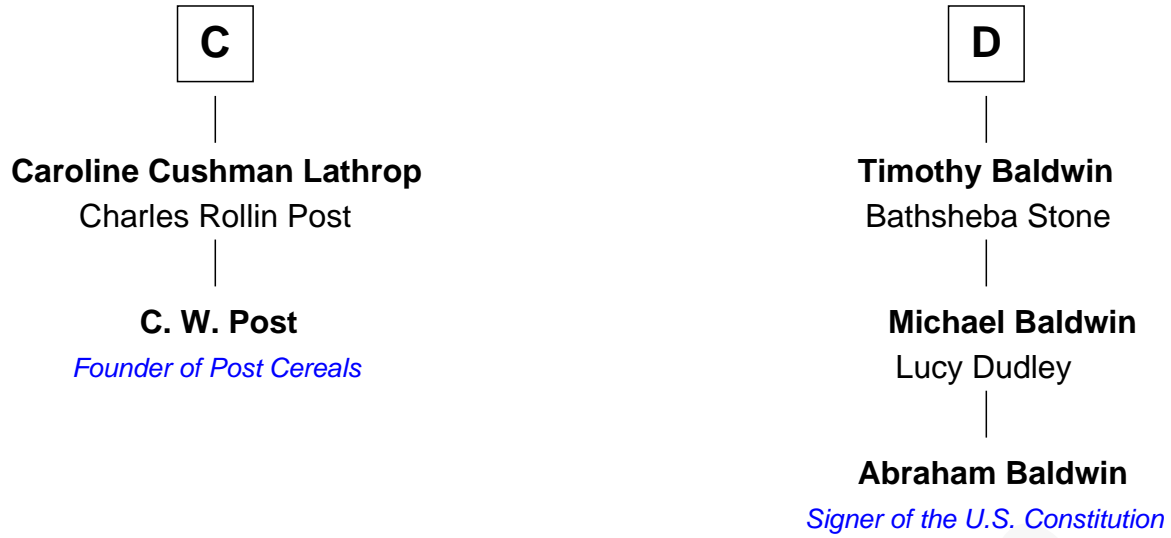 C
Caroline Cushman Lathrop
Charles Rollin Post
C. W. Post
Founder of Post Cereals
D
Timothy Baldwin
Bathsheba Stone
Michael Baldwin
Lucy Dudley
Abraham Baldwin
Signer of the U.S. Constitution